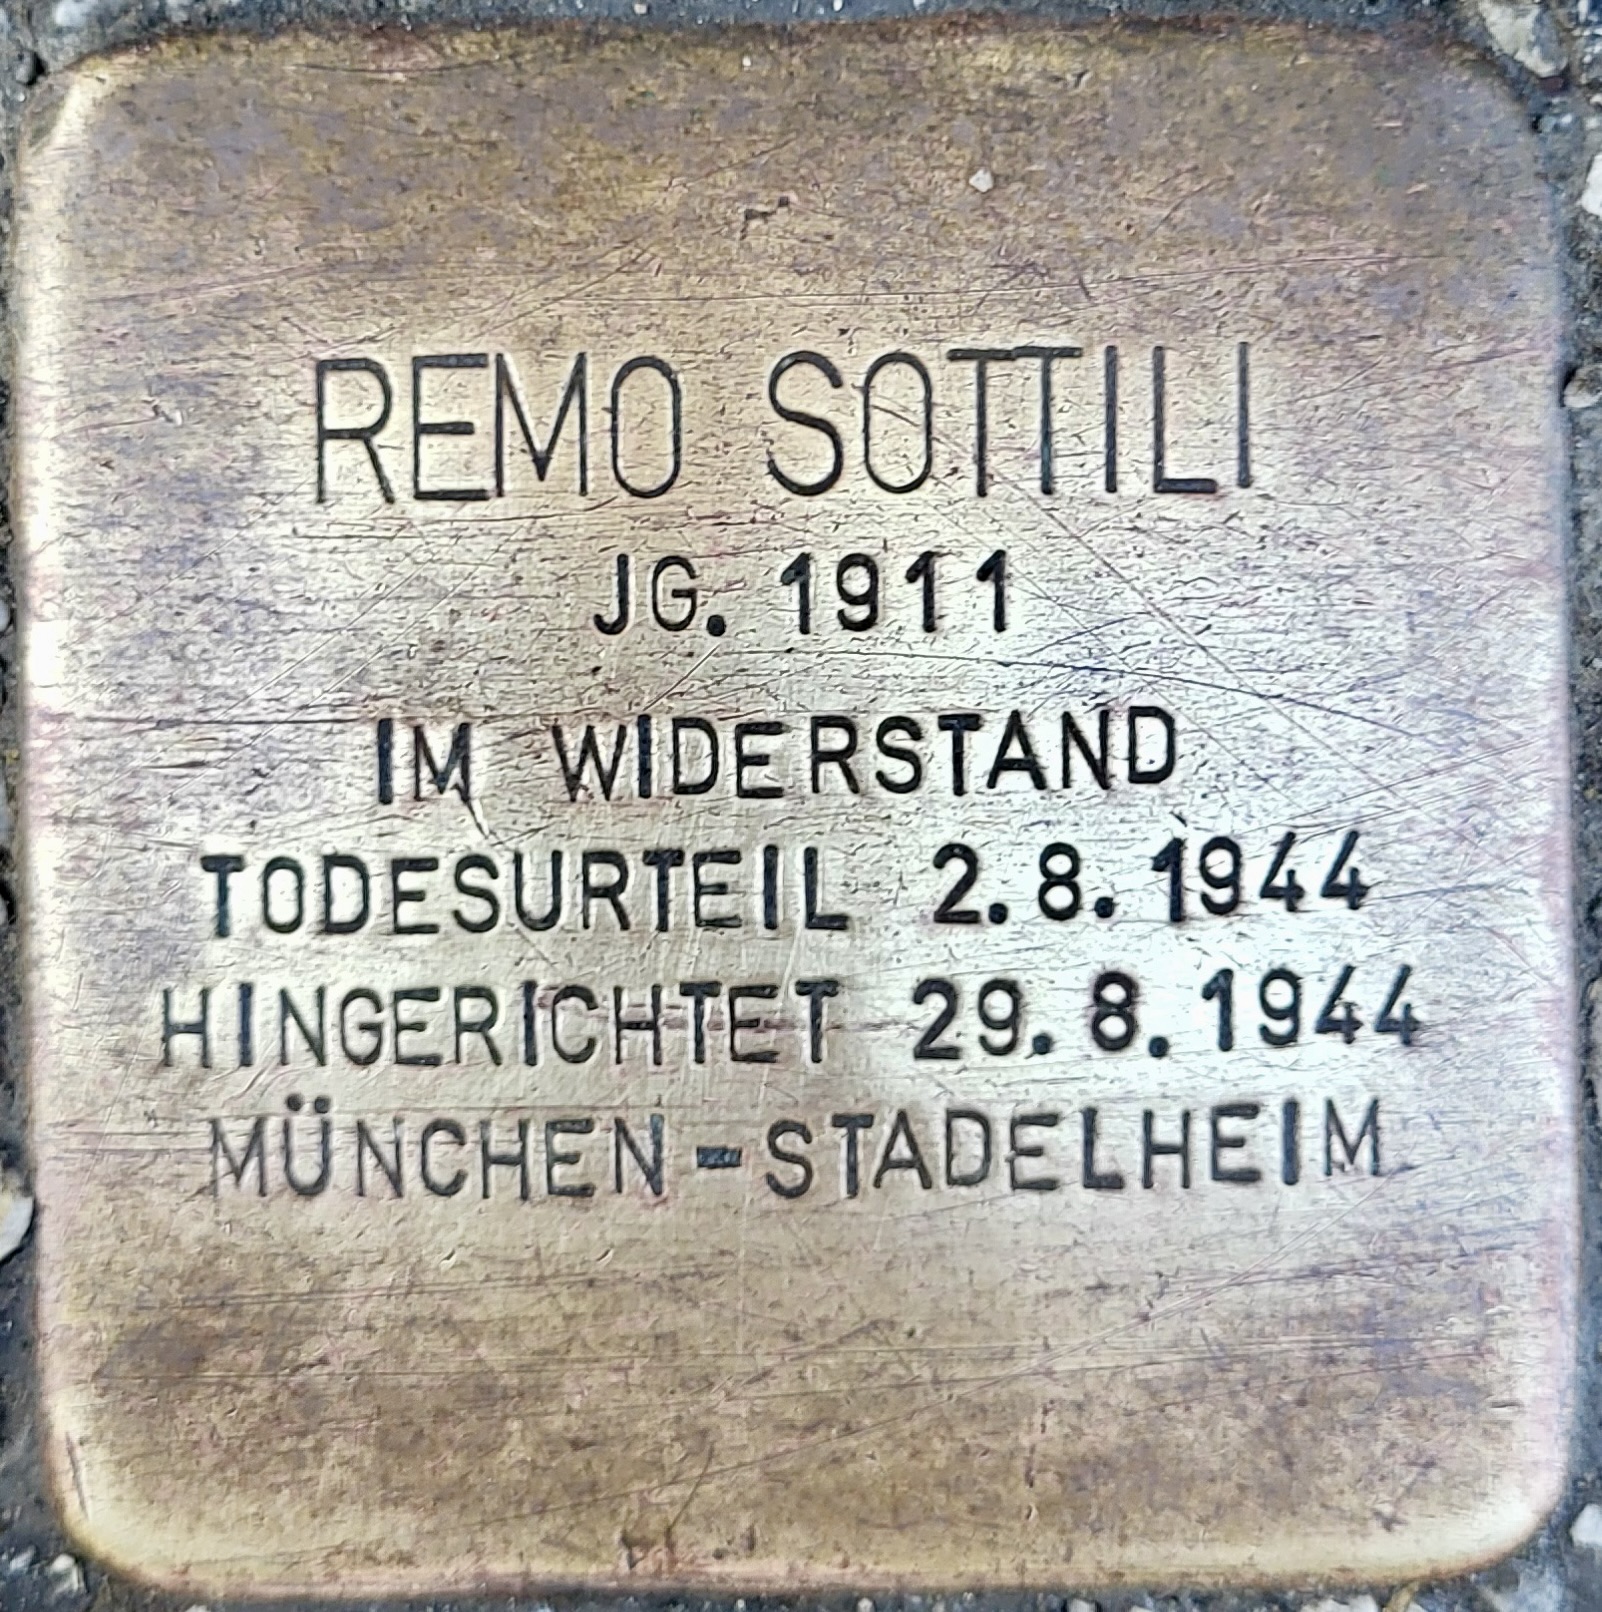 REMO SOTTILI
JG. 1911
IM WIDERSTAND
TODESURTEIL 2.8.1944
HINGERICHTET 29.8.1944
MÜNCHEN-STADELHEIM